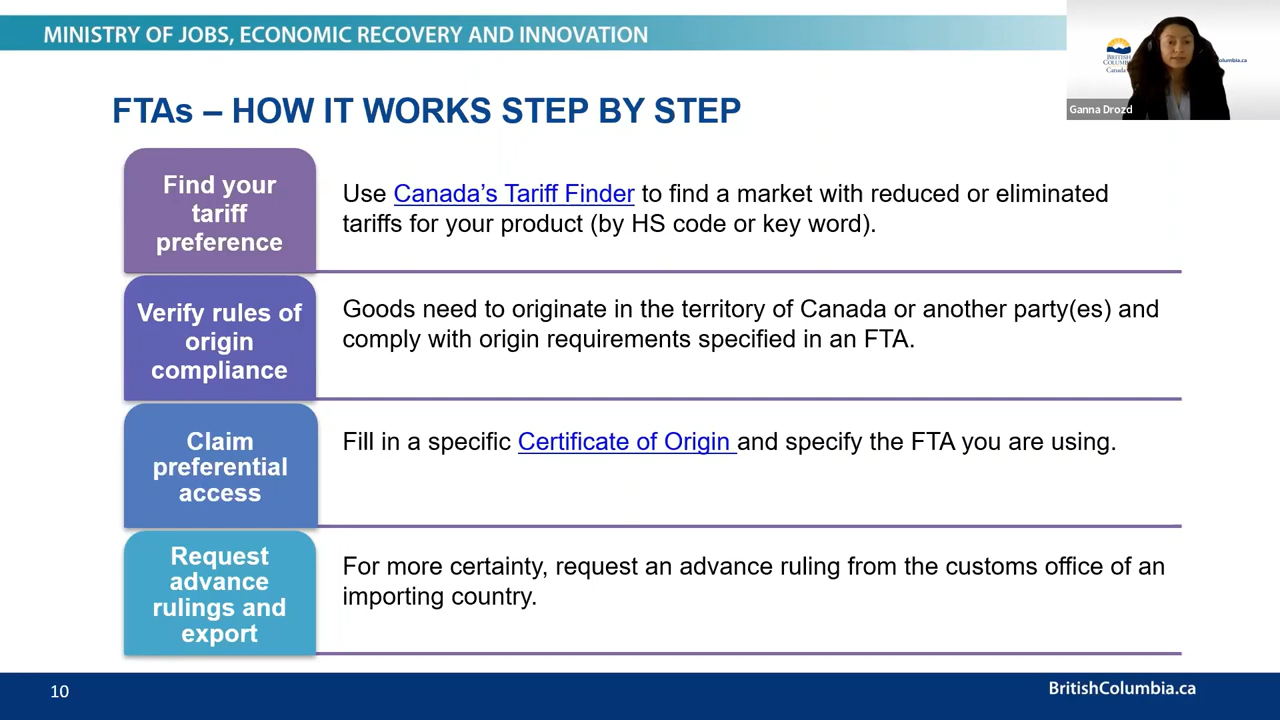 MINISTRY OF JOBS, ECONOMIC RECOVERY AND INNOVATION
BRITISH
COLUMBIA
Ganna Drozd
FTAs – HOW IT WORKS STEP BY STEP
Find your
tariff
preference
Use Canada’s Tariff Finder to find a market with reduced or eliminated
tariffs for your product (by HS code or key word).
Verify rules of
origin
compliance
Goods need to originate in the territory of Canada or another party(es) and
comply with origin requirements specified in an FTA.
Claim
preferential
access
Fill in a specific Certificate of Origin and specify the FTA you are using.
Request
advance
rulings and
export
For more certainty, request an advance ruling from the customs office of an
importing country.
10
BritishColumbia.ca